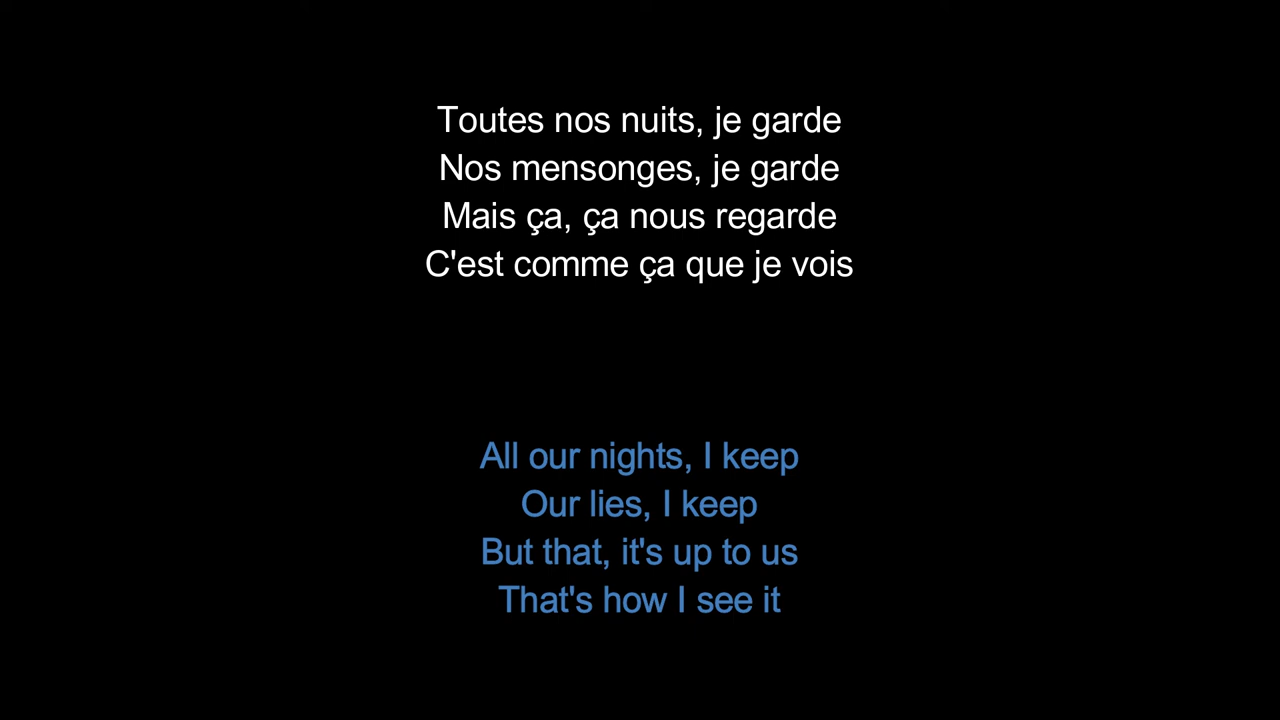 Toutes nos nuits, je garde
Nos mensonges, je garde
Mais ça, ça nous regarde
C'est comme ça que je vois
All our nights, I keep
Our lies, I keep
But that, it's up to us
That's how I see it